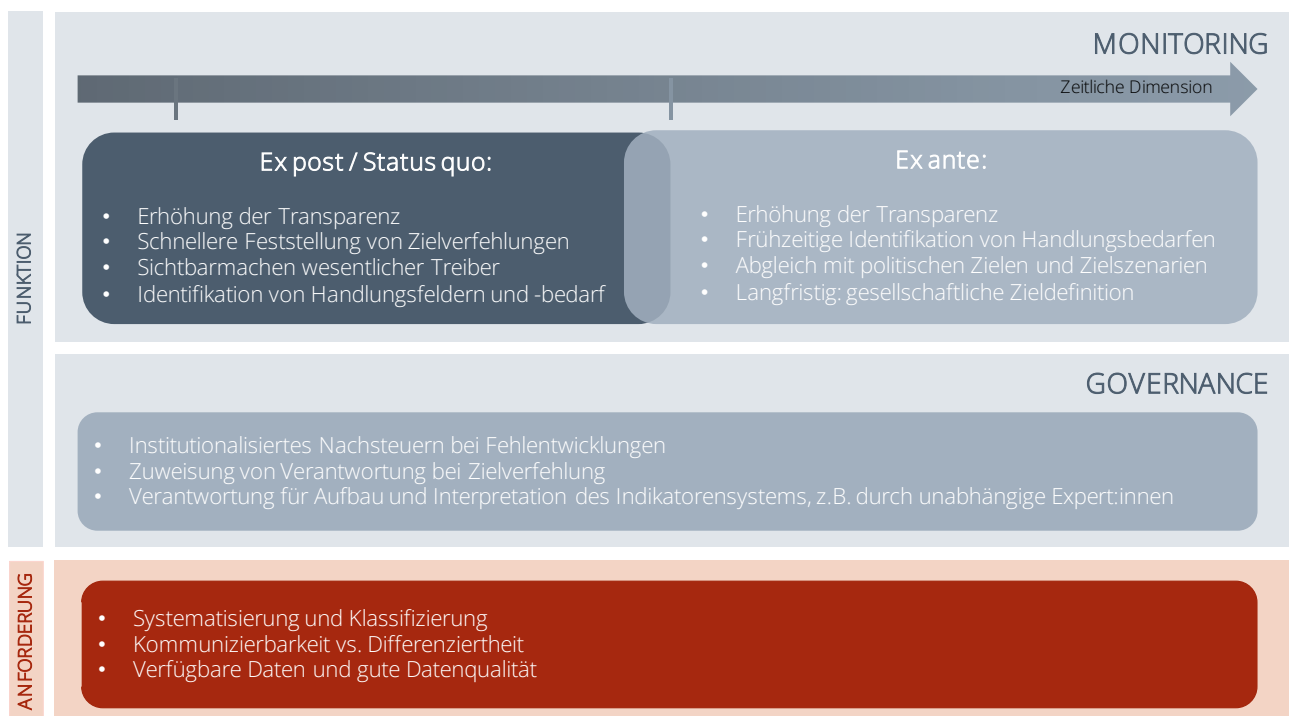 FUNKTION
MONITORING
Zeitliche Dimension
Ex post / Status quo:
• Erhöhung der Transparenz
• Schnellere Feststellung von Zielverfehlungen
• Sichtbarmachen wesentlicher Treiber
• Identifikation von Handlungsfeldern und -bedarf
Ex ante:
• Erhöhung der Transparenz
• Frühzeitige Identifikation von Handlungsbedarfen
• Abgleich mit politischen Zielen und Zielszenarien
• Langfristig: gesellschaftliche Zieldefinition
GOVERNANCE
• Institutionalisiertes Nachsteuern bei Fehlentwicklungen
• Zuweisung von Verantwortung bei Zielverfehlung
• Verantwortung für Aufbau und Interpretation des Indikatorensystems, z.B. durch unabhängige Expert:innen
ANFORDERUNG
• Systematisierung und Klassifizierung
• Kommunizierbarkeit vs. Differenziertheit
• Verfügbare Daten und gute Datenqualität